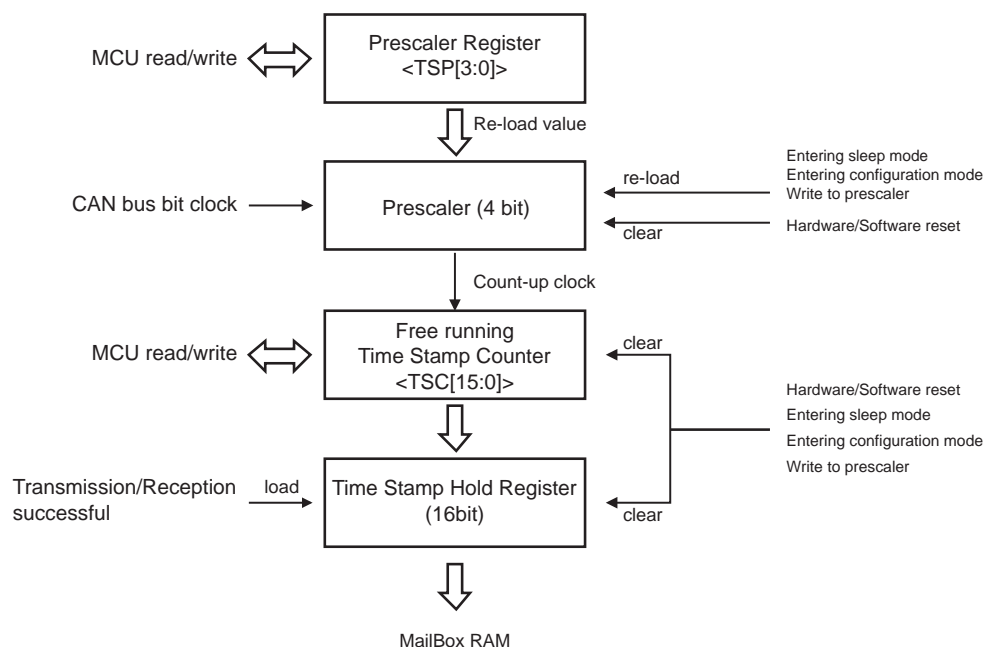 Prescaler Register
MCU read/write
<TSP[3:0]>
Re-load value
Entering sleep mode
re-load
Entering configuration mode
Write to prescaler
CAN bus bit clock
Prescaler (4 bit)
clear
Hardware/Software reset
Count-up clock
Free running
MCU read/write
Time Stamp Counter
<TSC[15:0]>
clear
Hardware/Software reset
Entering sleep mode
Entering configuration mode
Write to prescaler
Transmission/Reception
successful
load
Time Stamp Hold Register
(16bit)
clear
MailBox RAM